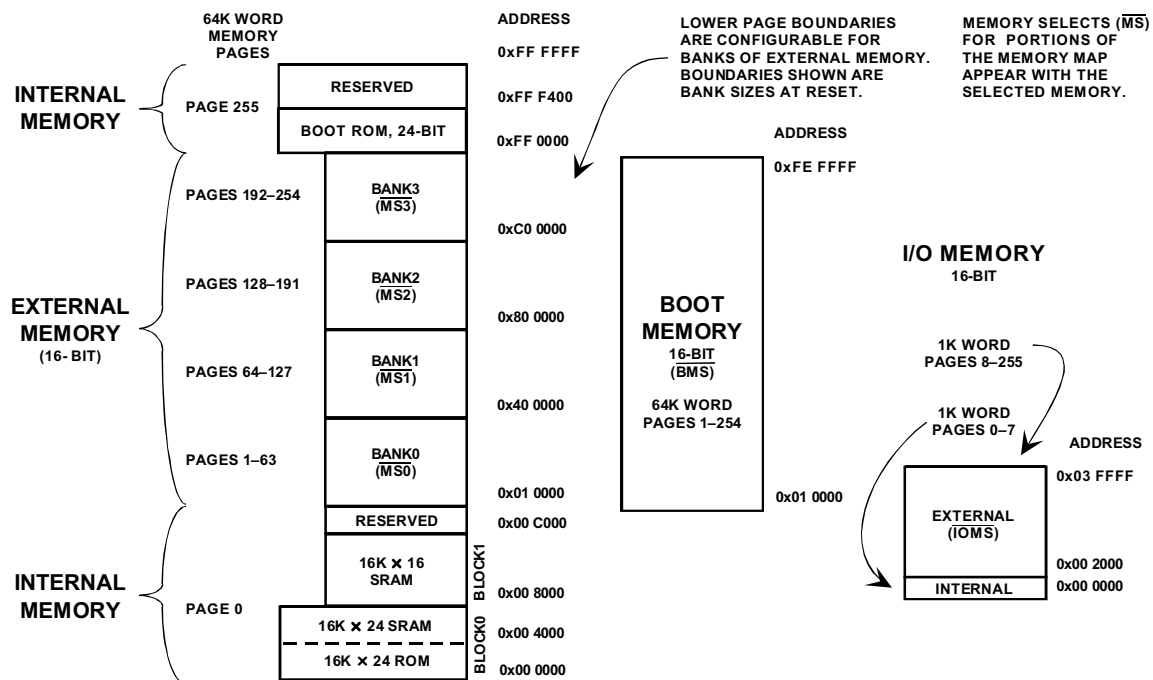 64K WORD
MEMORY
PAGES
ADDRESS
0xFF FFFF
INTERNAL
MEMORY
PAGE 255
RESERVED
0xFF F400
BOOT ROM, 24-BIT
0xFF 0000
EXTERNAL
MEMORY
(16- BIT)
PAGES 192–254
BANK3
(MS3)
0xC0 0000
PAGES 128–191
BANK2
(MS2)
0x80 0000
PAGES 64–127
BANK1
(MS1)
0x40 0000
PAGES 1–63
BANK0
(MS0)
0x01 0000
INTERNAL
MEMORY
PAGE 0
RESERVED
0x00 C000
16K × 16
SRAM
BLOCK1
0x00 8000
16K × 24 SRAM
BLOCK0
0x00 4000
16K × 24 ROM
0x00 0000
LOWER PAGE BOUNDARIES
ARE CONFIGURABLE FOR
BANKS OF EXTERNAL MEMORY.
BOUNDARIES SHOWN ARE
BANK SIZES AT RESET.
MEMORY SELECTS (MS)
FOR PORTIONS OF
THE MEMORY MAP
APPEAR WITH THE
SELECTED MEMORY.
ADDRESS
0xFE FFFF
BOOT
MEMORY
16-BIT
(BMS)
64K WORD
PAGES 1–254
0x01 0000
I/O MEMORY
16-BIT
1K WORD
PAGES 8–255
1K WORD
PAGES 0–7
ADDRESS
0x03 FFFF
EXTERNAL
(IOMS)
0x00 2000
INTERNAL
0x00 0000